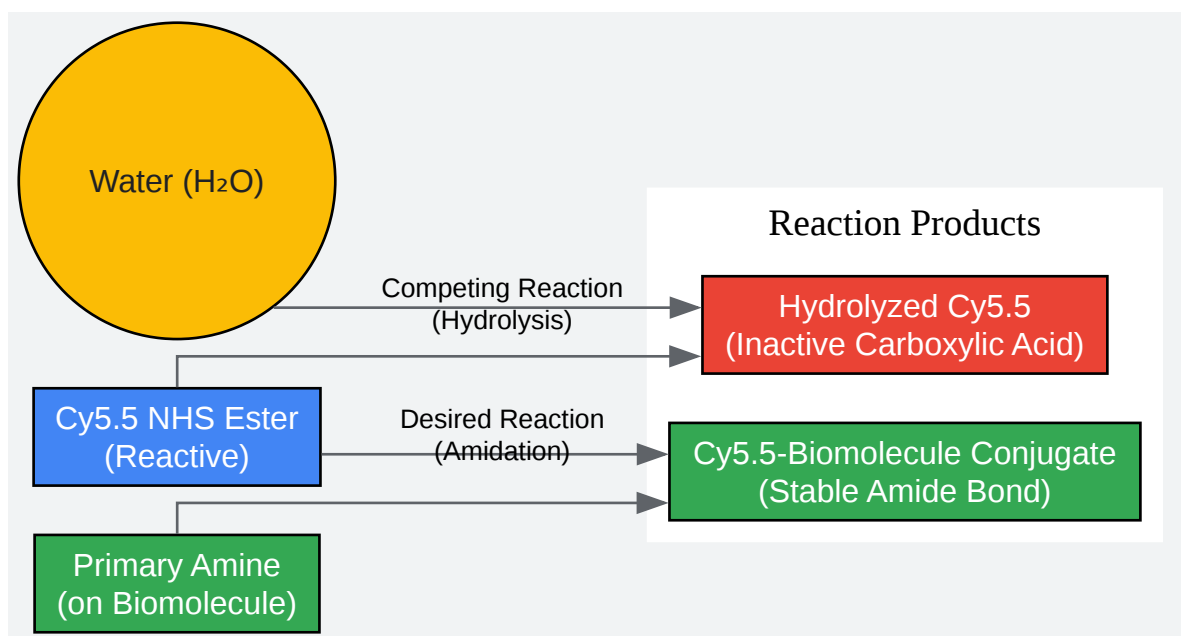 Water (H₂O)
Reaction Products
Competing Reaction
(Hydrolysis)
Hydrolyzed Cy5.5
(Inactive Carboxylic Acid)
Cy5.5 NHS Ester
(Reactive)
Desired Reaction
(Amidation)
Cy5.5-Biomolecule Conjugate
(Stable Amide Bond)
Primary Amine
(on Biomolecule)